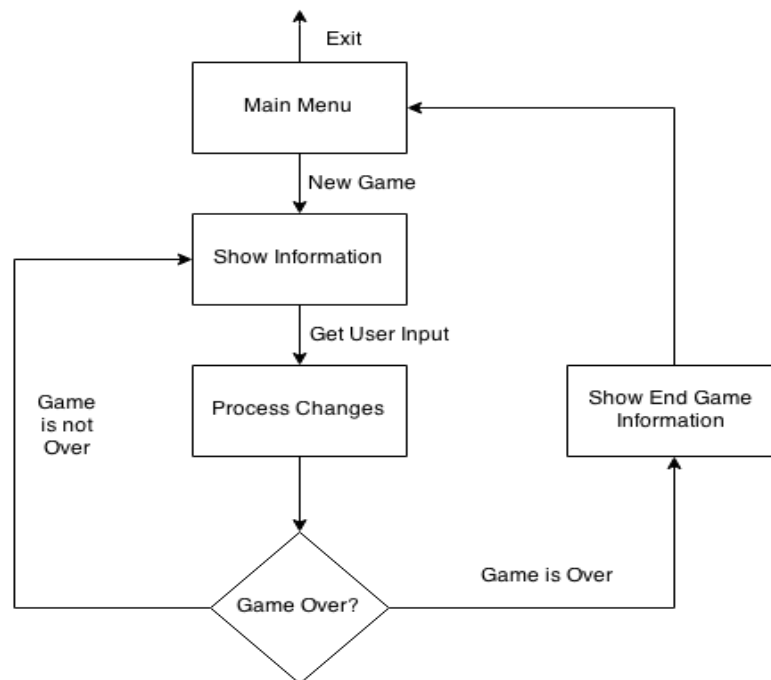 Exit
Main Menu
New Game
Show Information
Get User Input
Process Changes
Show End Game
Information
Game
is not
Over
Game is Over
Game Over?